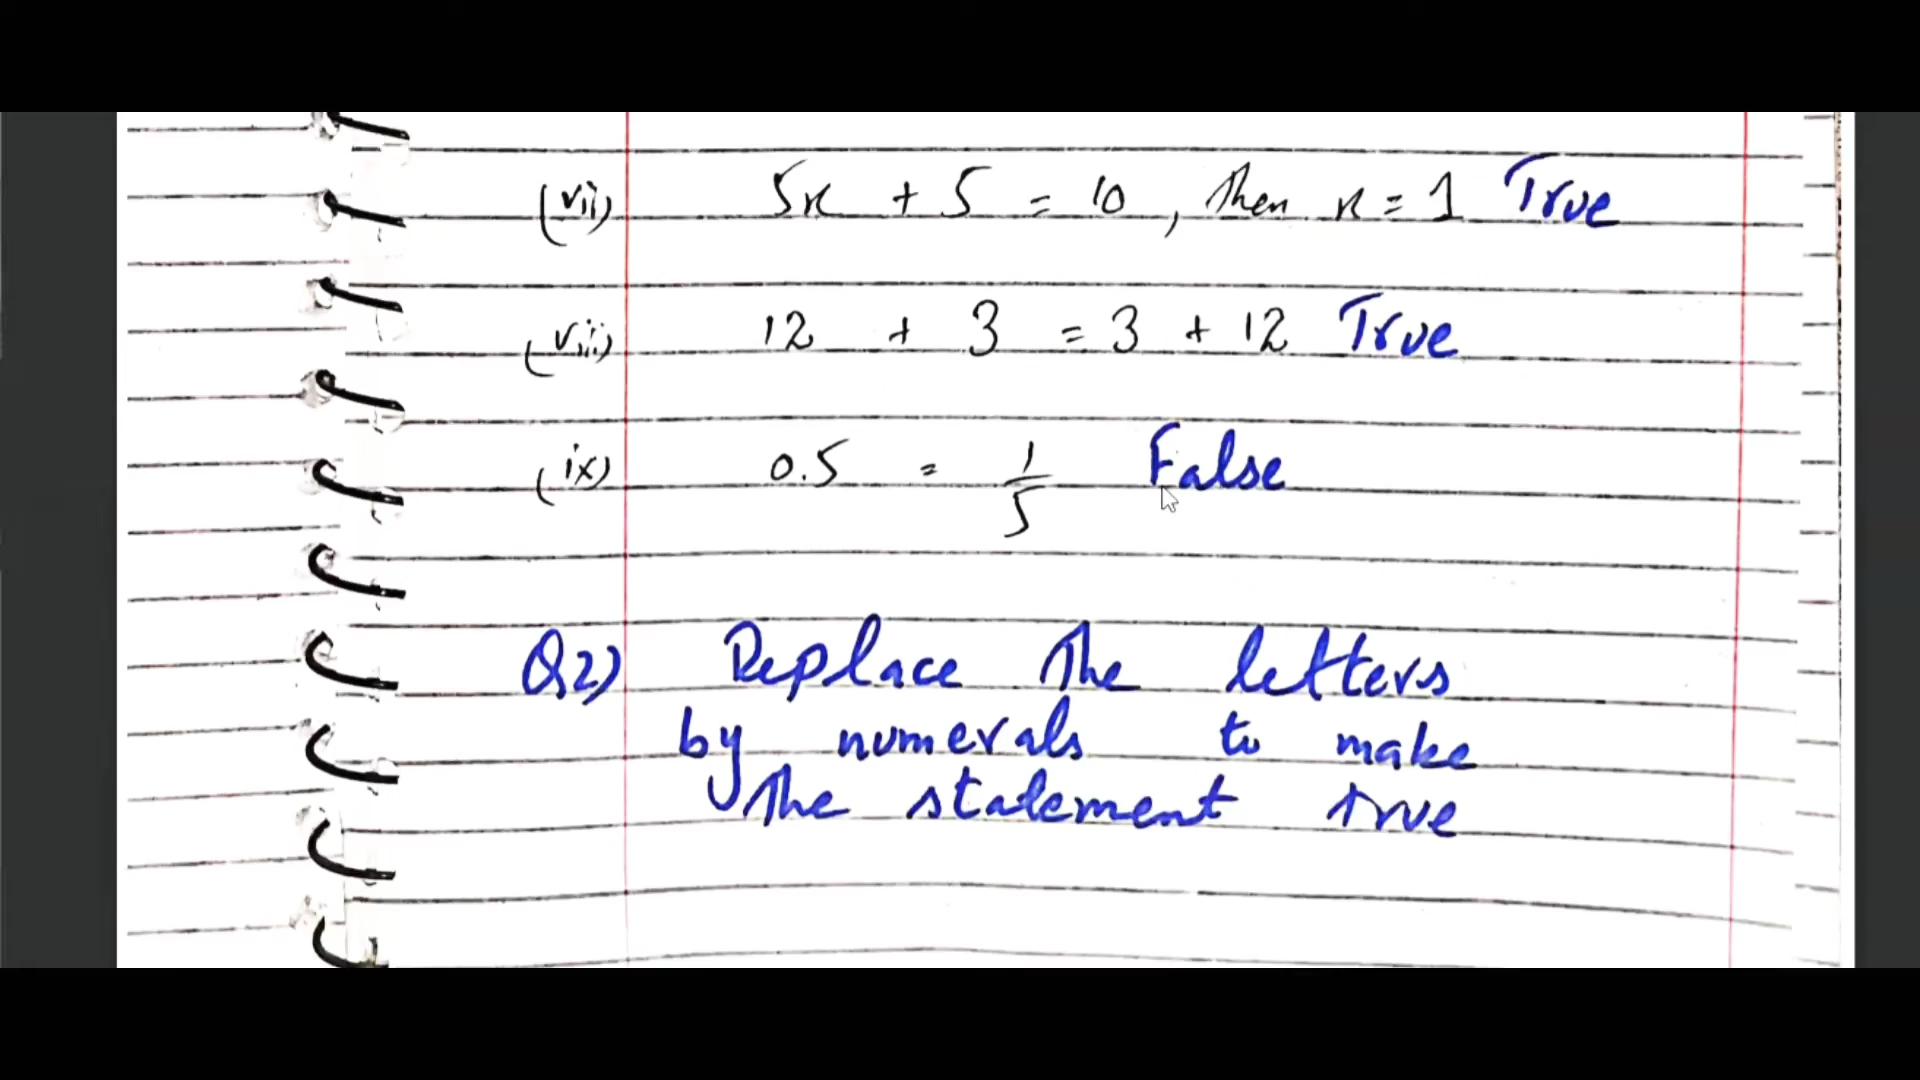 (vii) 5x + 5 = 10, then x = 1 True
(viii) 12 + 3 = 3 + 12 True
(ix) 0.5 = 1/5 False
Q2) Replace the letters
by numerals to make
the statement true